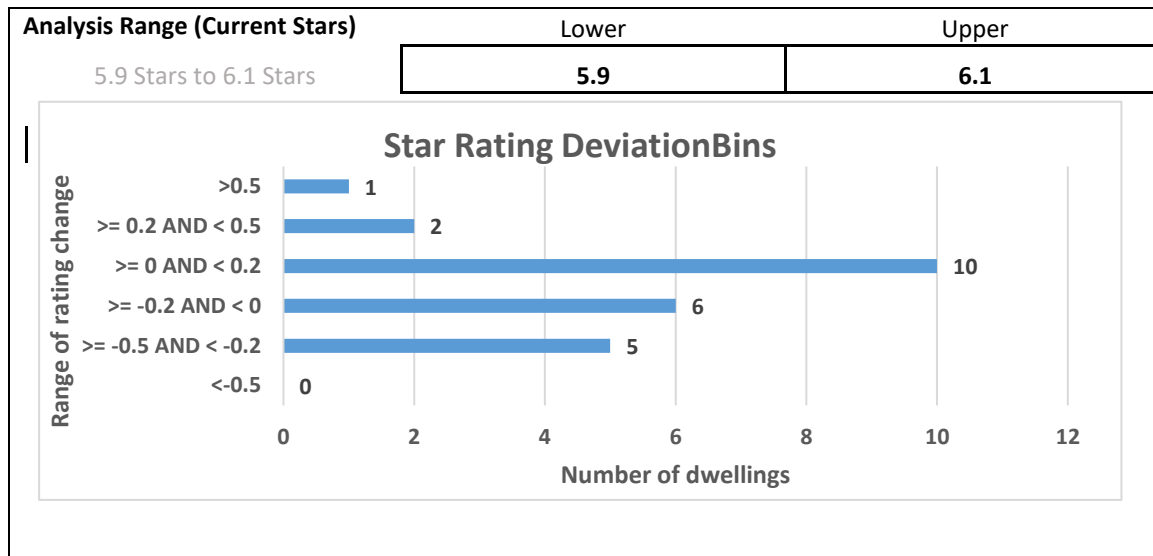 Analysis Range (Current Stars) Lower Upper
5.9 Stars to 6.1 Stars 5.9 6.1
Star Rating DeviationBins
Range of rating change
>0.5 1
>= 0.2 AND < 0.5 2
>= 0 AND < 0.2 10
>= -0.2 AND < 0 6
>= -0.5 AND < -0.2 5
<-0.5 0
0 2 4 6 8 10 12
Number of dwellings